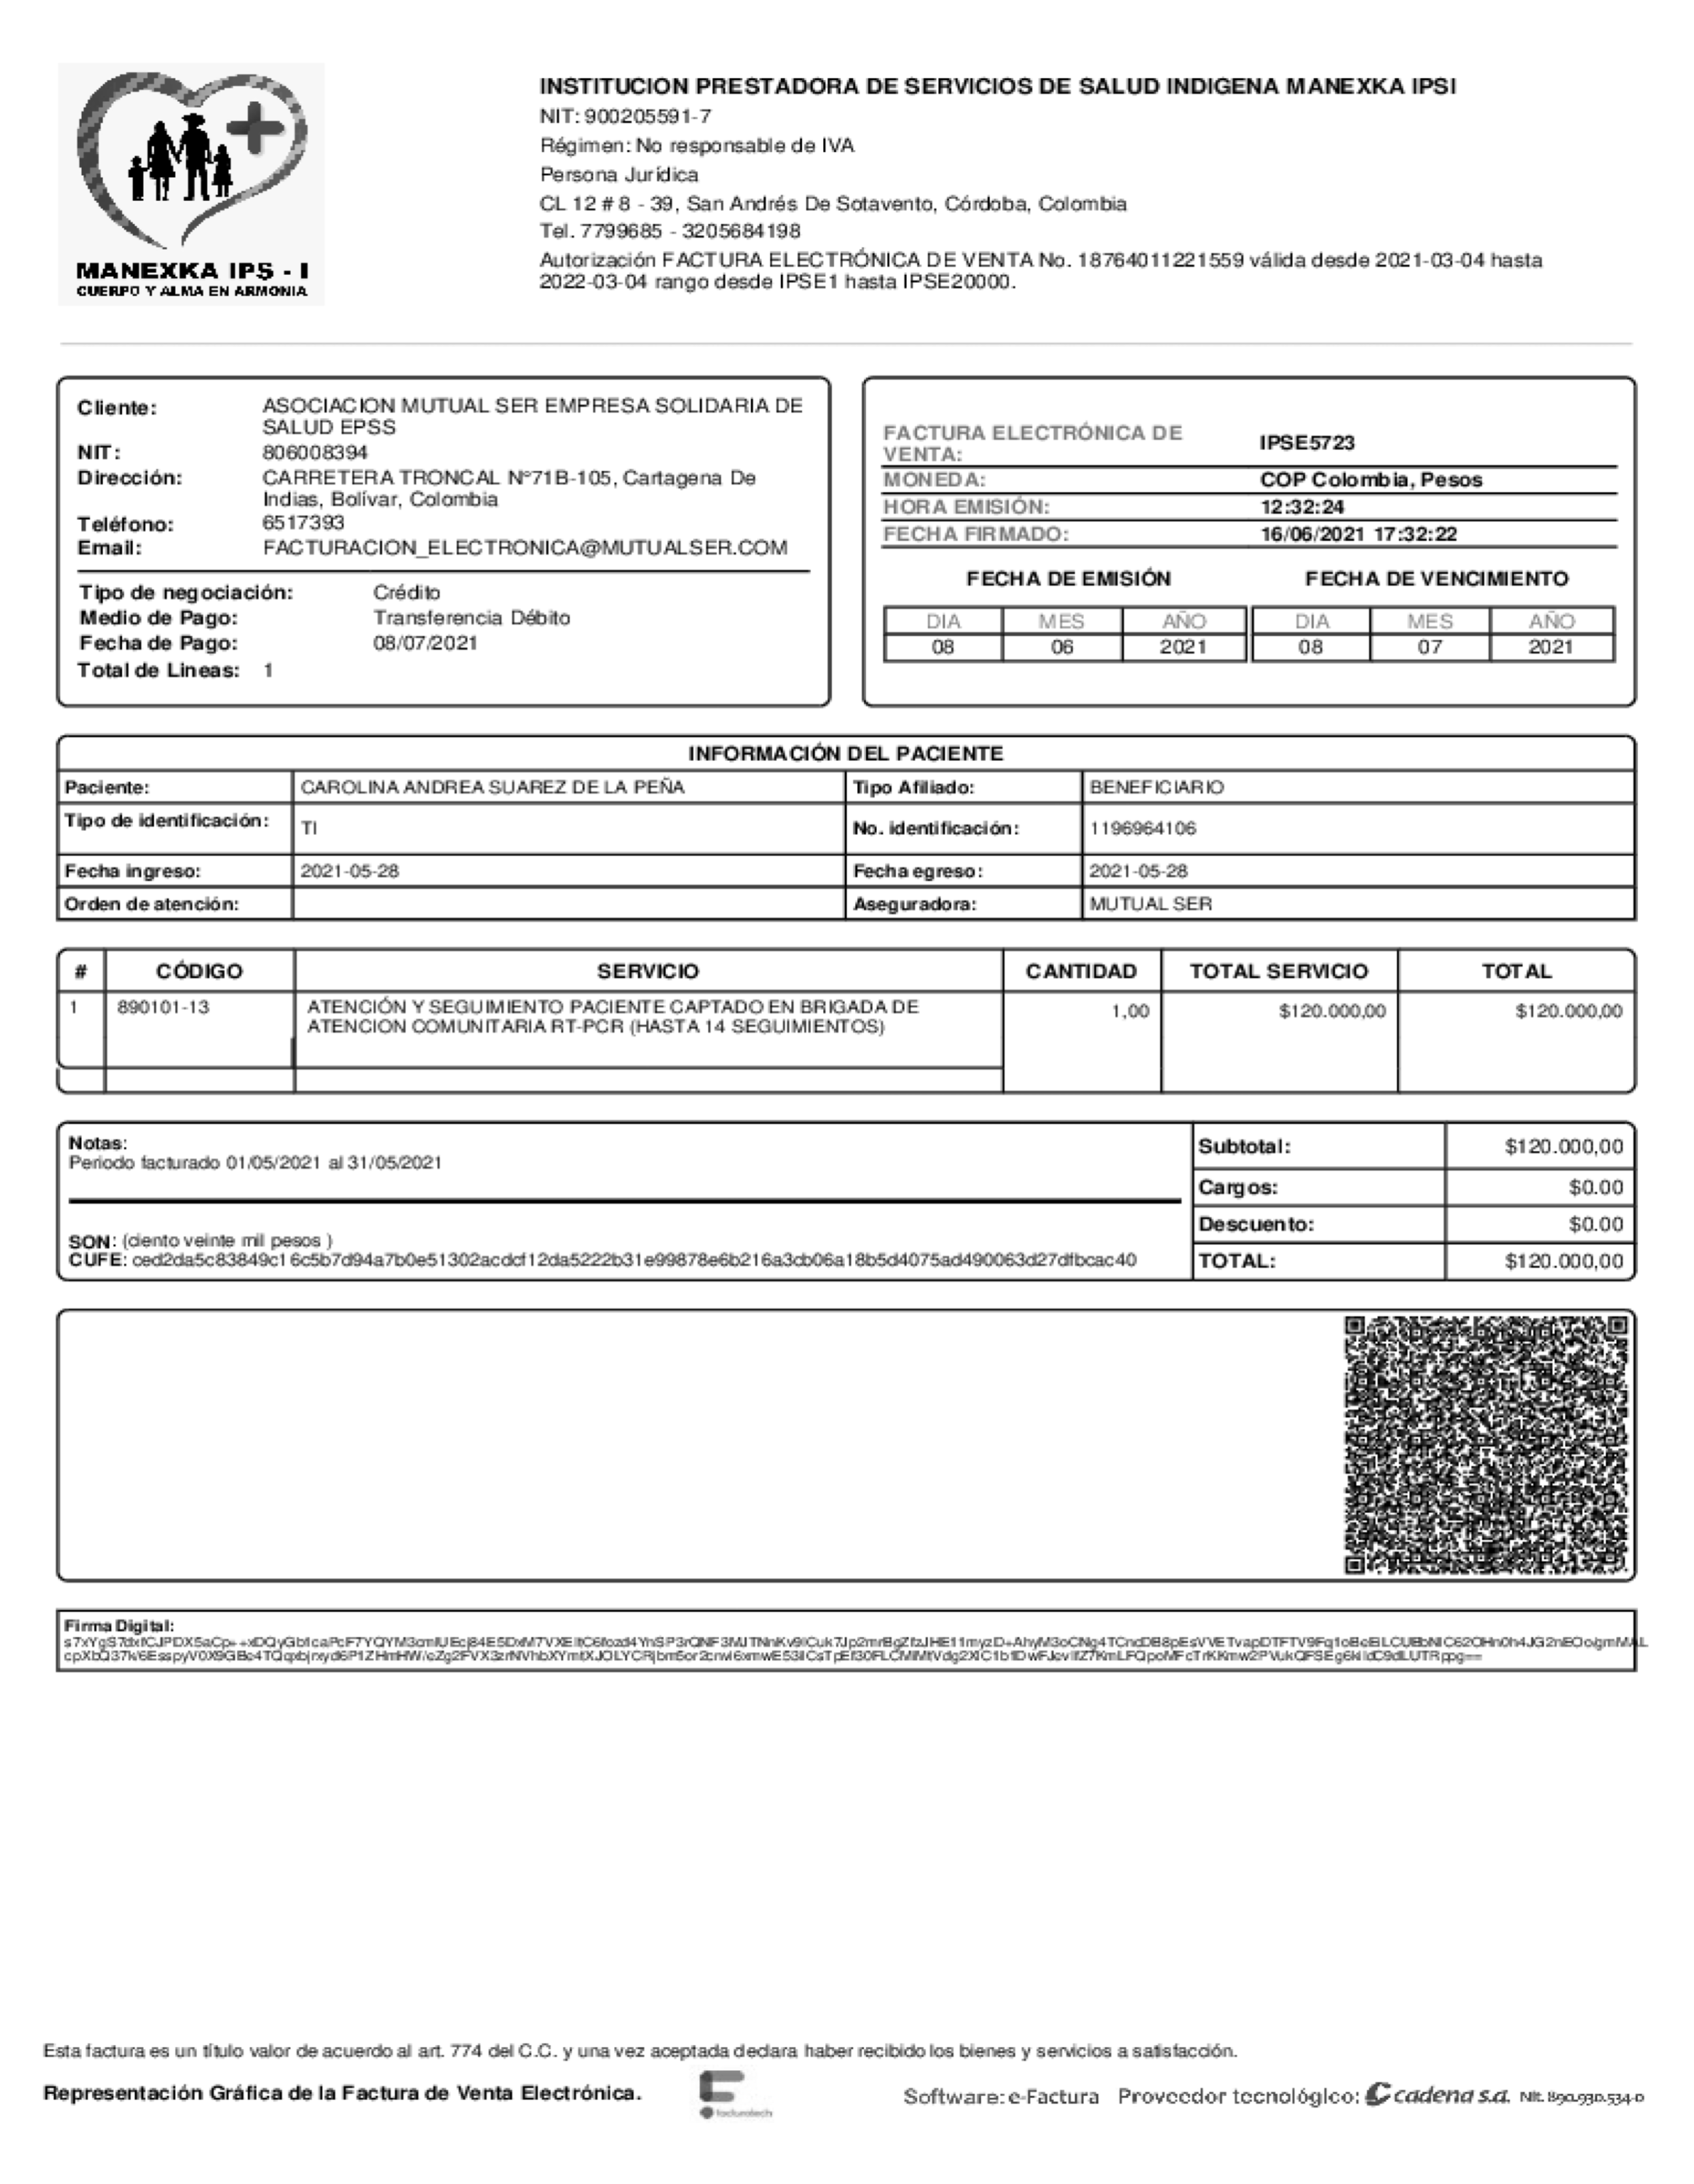 MANEXKA IPS - I
CUERPO Y ALMA EN ARMONIA
INSTITUCION PRESTADORA DE SERVICIOS DE SALUD INDIGENA MANEXKA IPSI
NIT: 900205591-7
Régimen: No responsable de IVA
Persona Jurídica
CL 12 # 8 - 39, San Andrés De Sotavento, Córdoba, Colombia
Tel. 7799685 - 3205684198
Autorización FACTURA ELECTRÓNICA DE VENTA No. 18764011221559 válida desde 2021-03-04 hasta
2022-03-04 rango desde IPSE1 hasta IPSE20000.
Cliente: ASOCIACION MUTUAL SER EMPRESA SOLIDARIA DE
SALUD EPSS
NIT: 806008394
Dirección: CARRETERA TRONCAL Nº71B-105, Cartagena De
Indias, Bolívar, Colombia
Teléfono: 6517393
Email: FACTURACION_ELECTRONICA@MUTUALSER.COM
Tipo de negociación: Crédito
Medio de Pago: Transferencia Débito
Fecha de Pago: 08/07/2021
Total de Lineas: 1
FACTURA ELECTRÓNICA DE
VENTA: IPSE5723
MONEDA: COP Colombia, Pesos
HORA EMISIÓN: 12:32:24
FECHA FIRMADO: 16/06/2021 17:32:22
FECHA DE EMISIÓN FECHA DE VENCIMIENTO
DIA MES AÑO DIA MES AÑO
08 06 2021 08 07 2021
INFORMACIÓN DEL PACIENTE
Paciente: CAROLINA ANDREA SUAREZ DE LA PEÑA Tipo Afiliado: BENEFICIARIO
Tipo de identificación: TI No. identificación: 1196964106
Fecha ingreso: 2021-05-28 Fecha egreso: 2021-05-28
Orden de atención: Aseguradora: MUTUAL SER
# CÓDIGO SERVICIO CANTIDAD TOTAL SERVICIO TOTAL
1 890101-13 ATENCIÓN Y SEGUIMIENTO PACIENTE CAPTADO EN BRIGADA DE 1,00 $120.000,00 $120.000,00
ATENCION COMUNITARIA RT-PCR (HASTA 14 SEGUIMIENTOS)
Notas:
Periodo facturado 01/05/2021 al 31/05/2021
SON: (ciento veinte mil pesos )
CUFE: ced2da5c83849c16c5b7d94a7b0e51302acdcf12da5222b31e99878e6b216a3cb06a18b5d4075ad490063d27dfbcac40
Subtotal: $120.000,00
Cargos: $0.00
Descuento: $0.00
TOTAL: $120.000,00
Firma Digital:
Esta factura es un título valor de acuerdo al art. 774 del C.C. y una vez aceptada declara haber recibido los bienes y servicios a satisfacción.
Representación Gráfica de la Factura de Venta Electrónica.
facturatech
Software: e-Factura Proveedor tecnológico: cadena s.a. Nit. 890.930.534-0